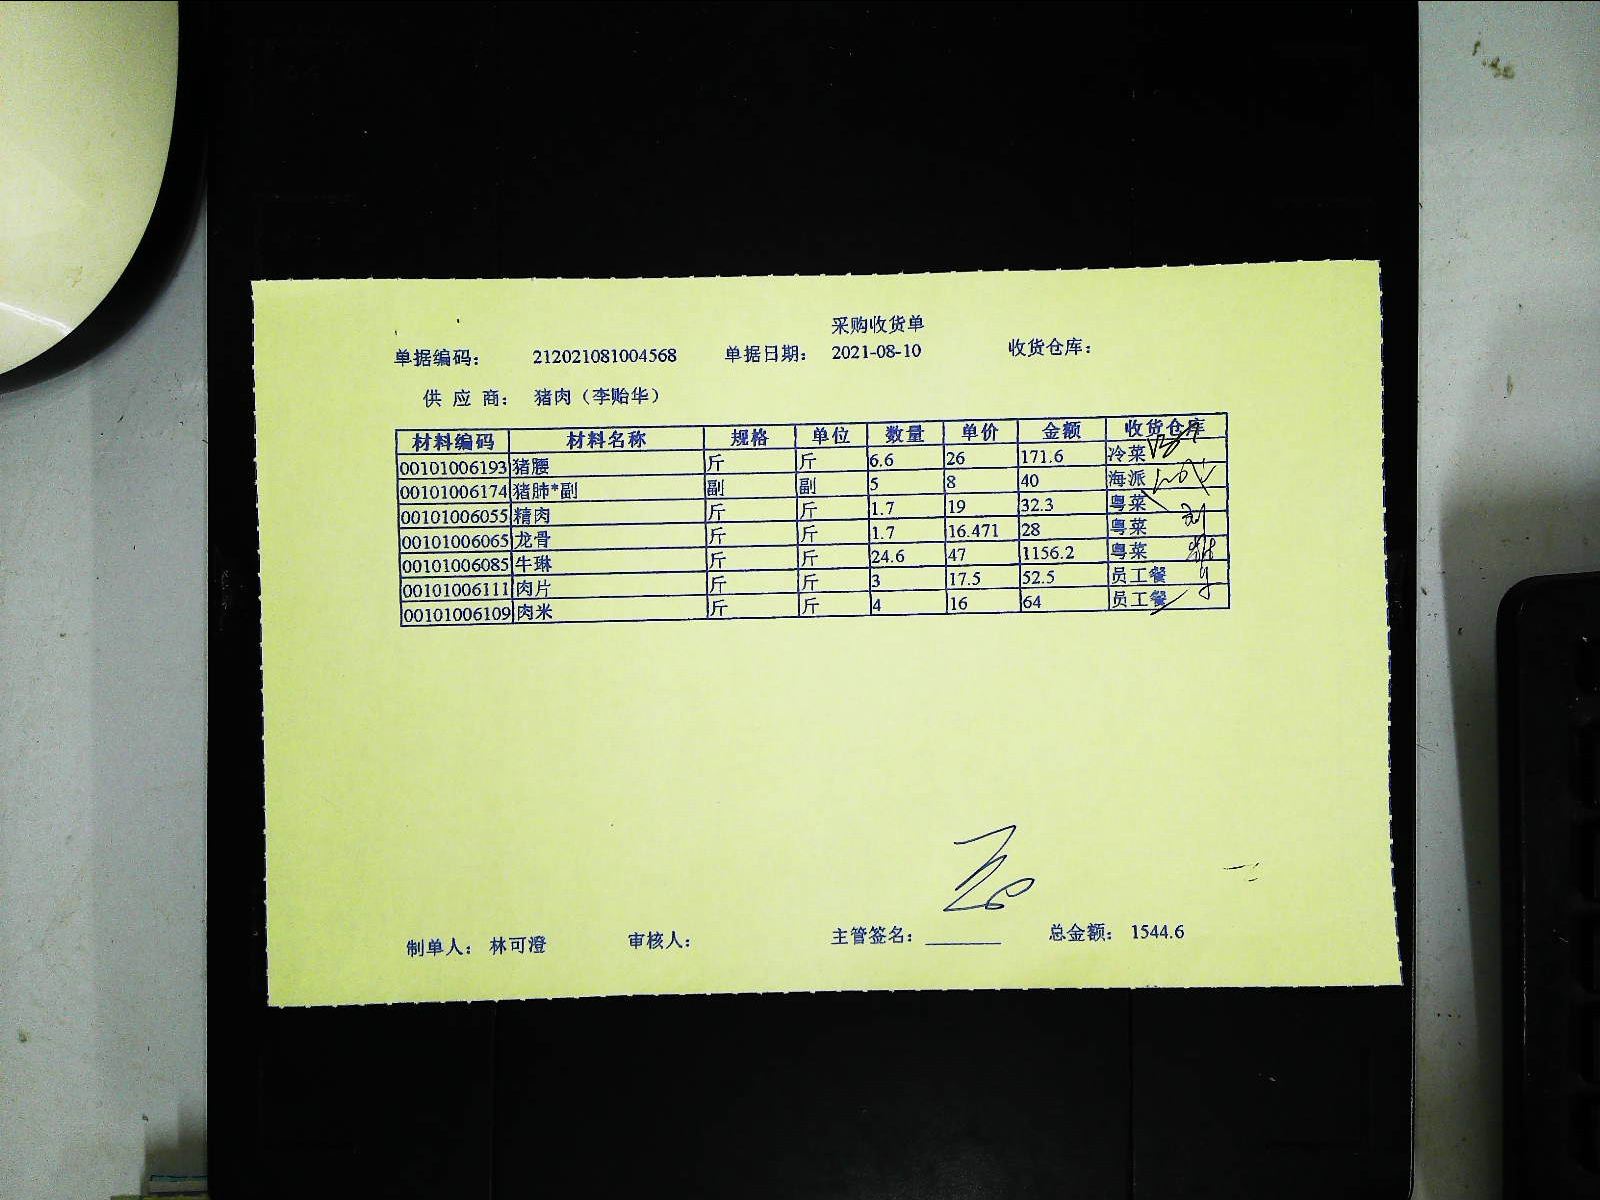 采购收货单
单据编码： 212021081004568 单据日期： 2021-08-10 收货仓库：
供 应 商： 猪肉（李贻华）
材料编码 材料名称 规格 单位 数量 单价 金额 收货仓库
00101006193 猪腰 斤 斤 6.6 26 171.6 冷菜
00101006174 猪肺*副 副 副 5 8 40 海派
00101006055 精肉 斤 斤 1.7 19 32.3 粤菜
00101006065 龙骨 斤 斤 1.7 16.471 28 粤菜
00101006085 牛琳 斤 斤 24.6 47 1156.2 粤菜
00101006111 肉片 斤 斤 3 17.5 52.5 员工餐
00101006109 肉米 斤 斤 4 16 64 员工餐
制单人： 林可澄 审核人： 主管签名： 总金额： 1544.6